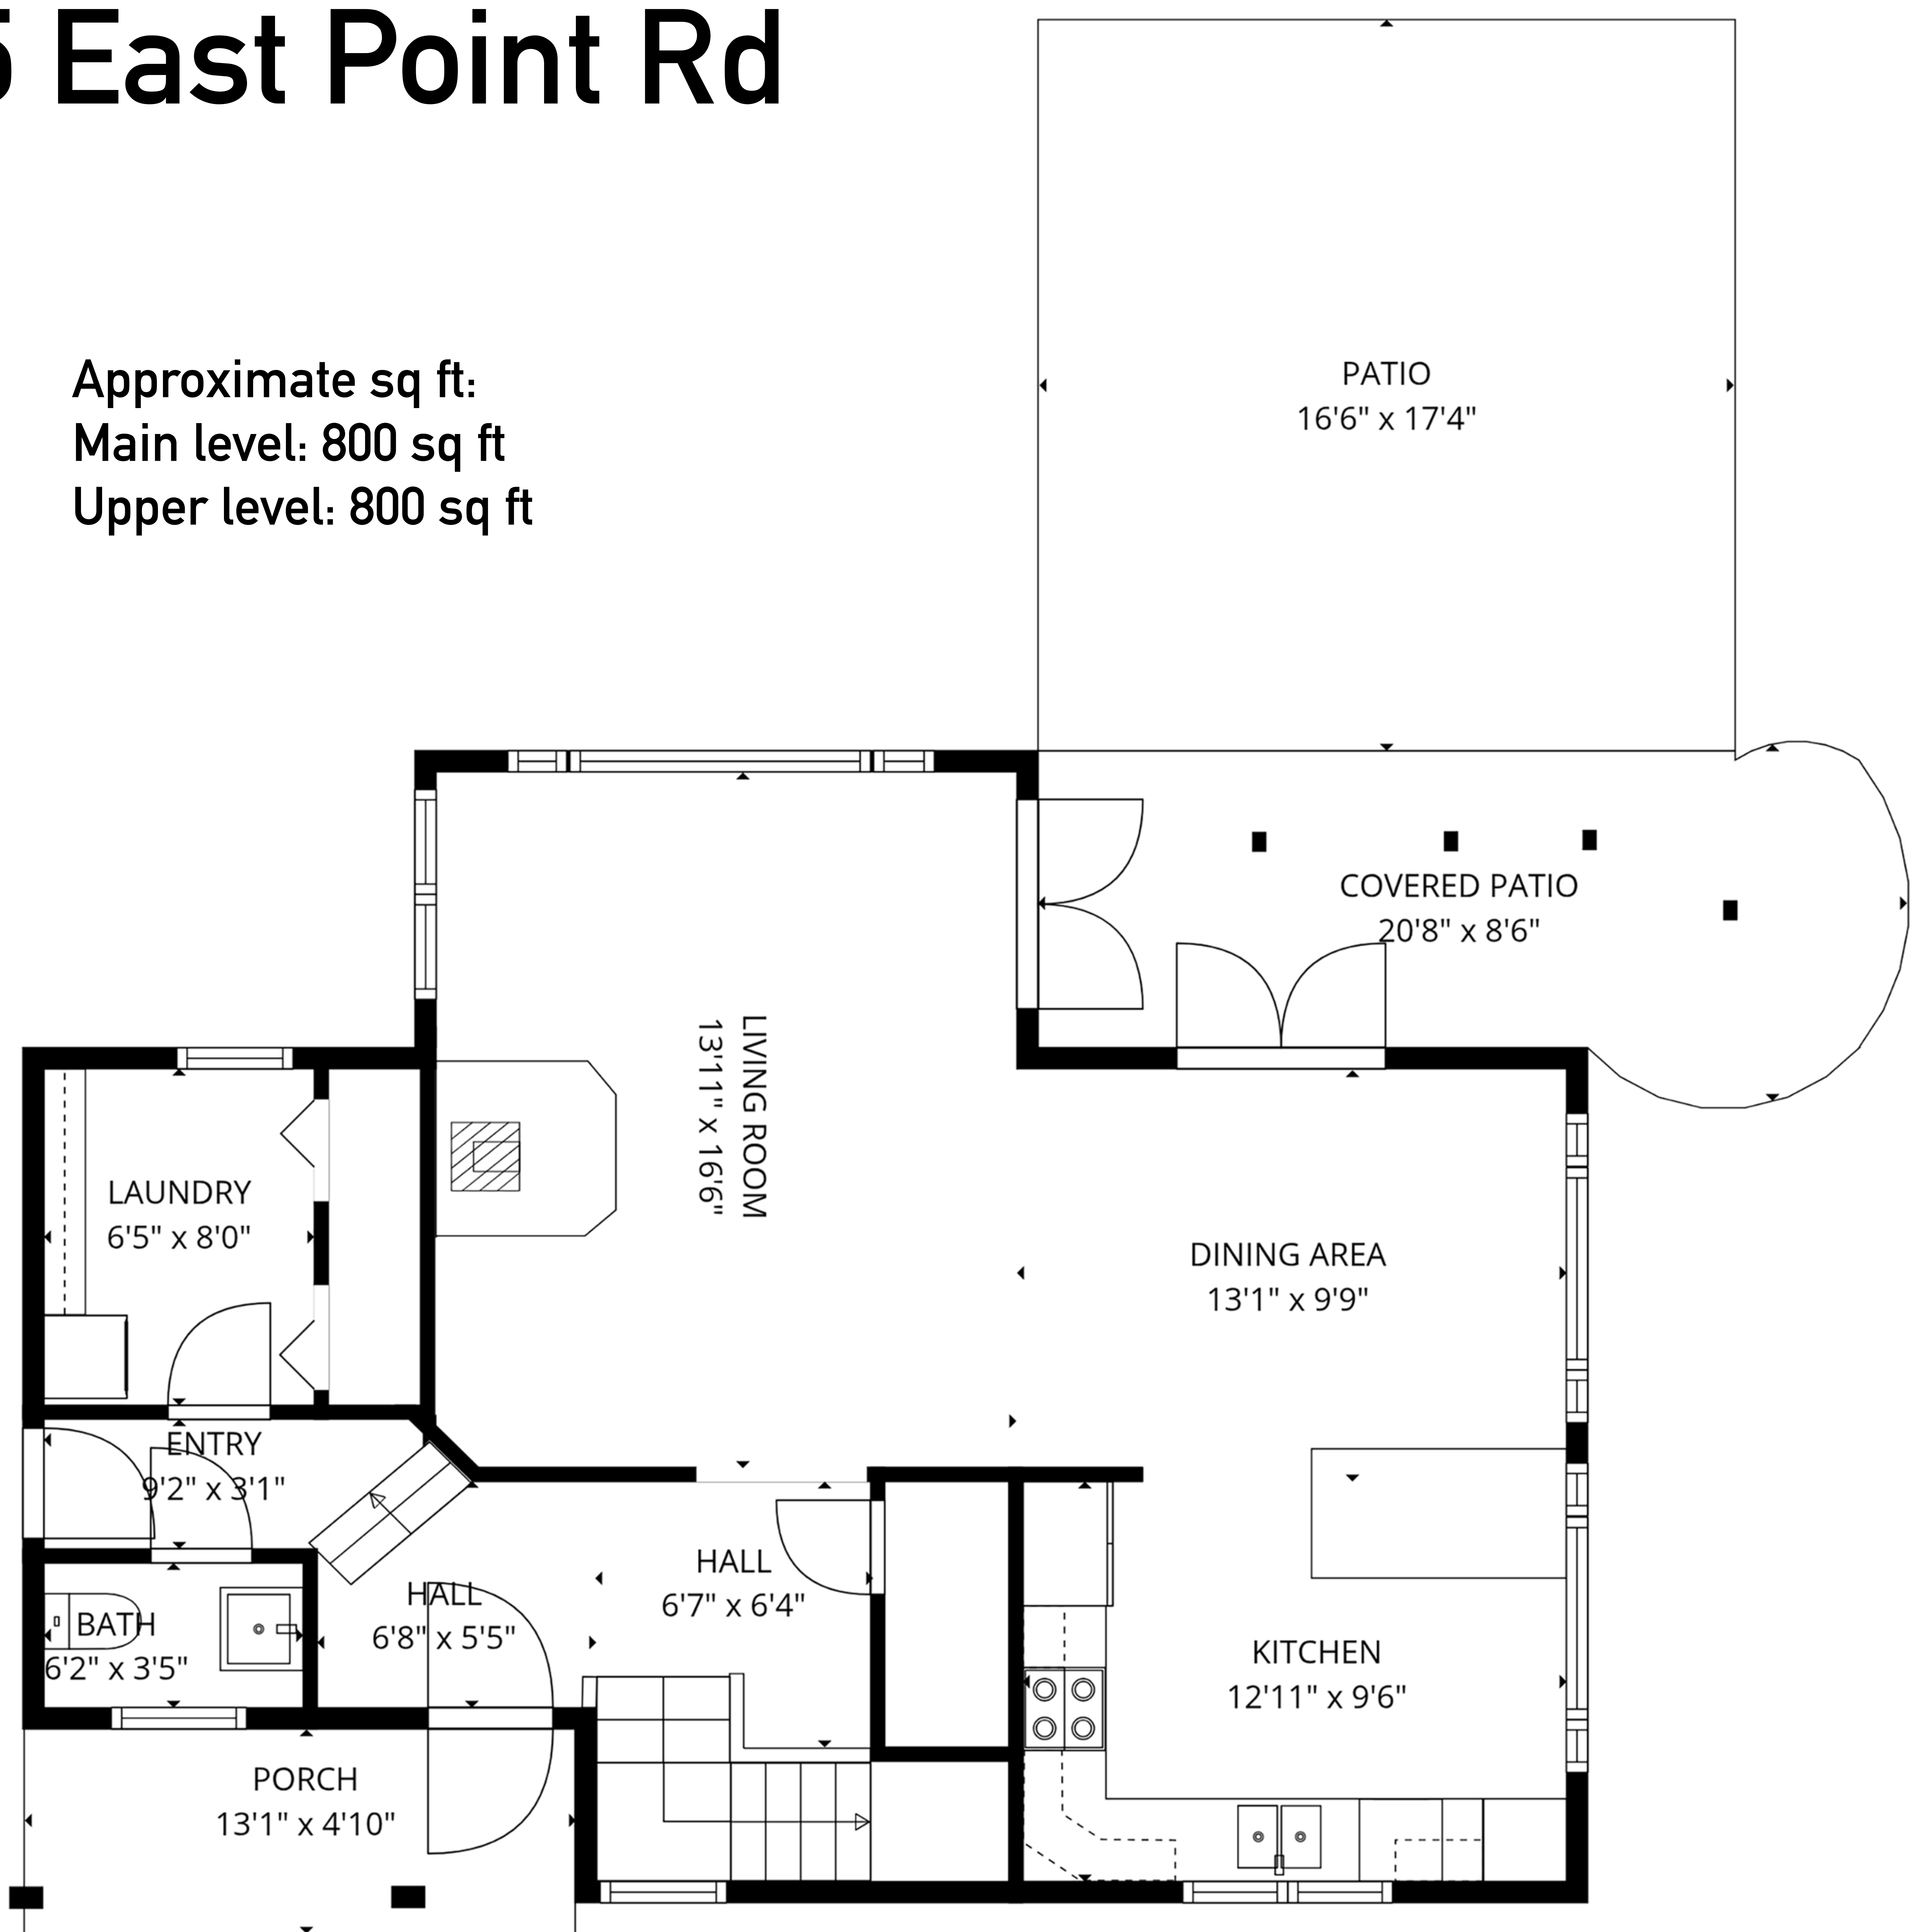 East Point Rd
Approximate sq ft:
Main level: 800 sq ft
Upper level: 800 sq ft
PATIO
16'6" x 17'4"
COVERED PATIO
20'8" x 8'6"
LIVING ROOM
13'11" x 16'6"
LAUNDRY
6'5" x 8'0"
DINING AREA
13'1" x 9'9"
ENTRY
9'2" x 3'1"
HALL
6'7" x 6'4"
HALL
6'8" x 5'5"
BATH
6'2" x 3'5"
KITCHEN
12'11" x 9'6"
PORCH
13'1" x 4'10"